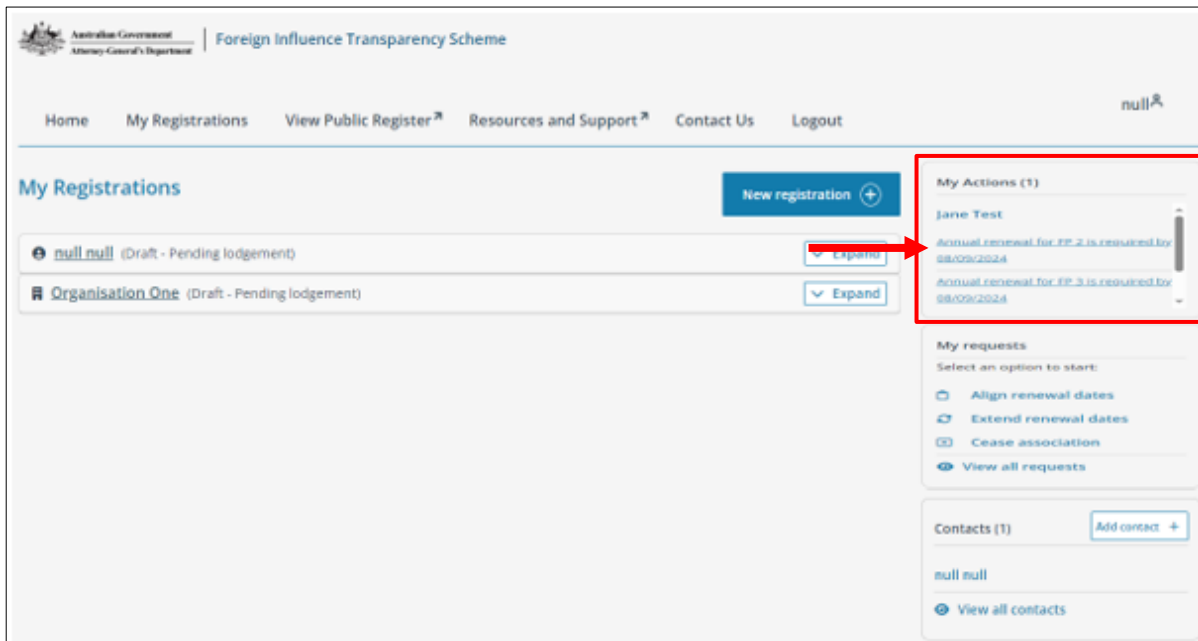 Australian Government
Attorney-General's Department
Foreign Influence Transparency Scheme
null
Home My Registrations View Public Register Resources and Support Contact Us Logout
My Registrations
New registration
null null (Draft - Pending lodgement)
Expand
Organisation One (Draft - Pending lodgement)
Expand
My Actions (1)
Jane Test
Annual renewal for FP 2 is required by
08/09/2024
Annual renewal for FP 3 is required by
08/09/2024
My requests
Select an option to start:
Align renewal dates
Extend renewal dates
Cease association
View all requests
Contacts (1)
Add contact +
null null
View all contacts